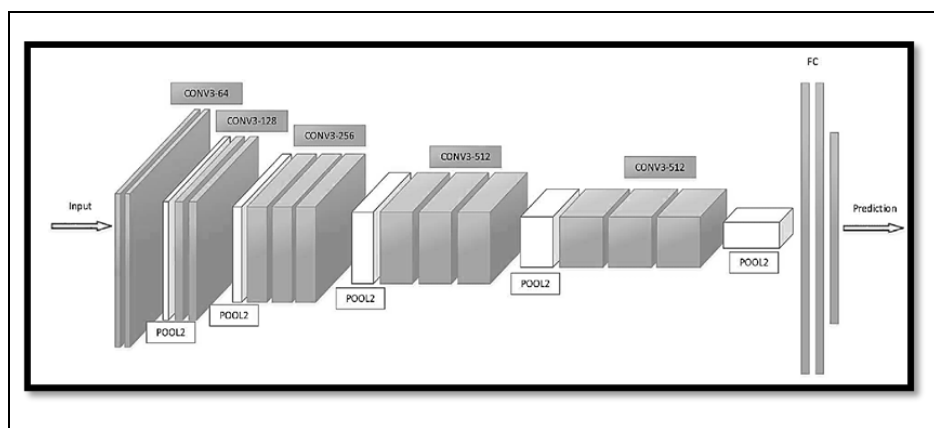 FC
CONV3-64
CONV3-128
CONV3-256
CONV3-512
CONV3-512
Input
Prediction
POOL2
POOL2
POOL2
POOL2
POOL2